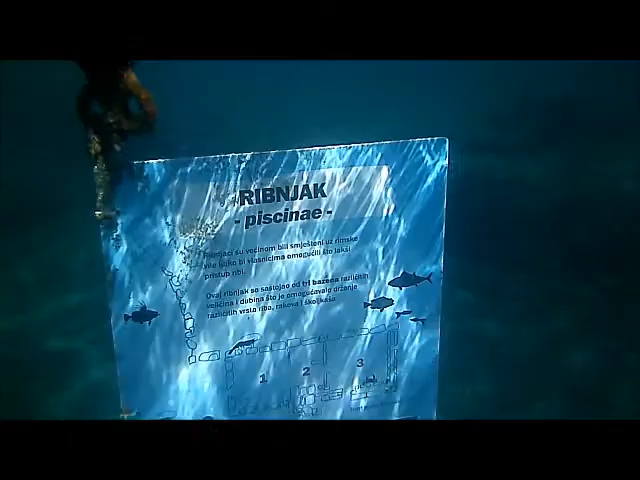 RIBNJAK
- piscinae -
Ribnjaci su većinom bili smješteni uz rimske
vile kako bi vlasnicima omogućili što lakši
pristup ribi.
Ovaj ribnjak se sastojao od tri bazena različitih
veličina i dubina što je omogućavalo držanje
različitih vrsta riba, rakova i školjkaša
1 2 3